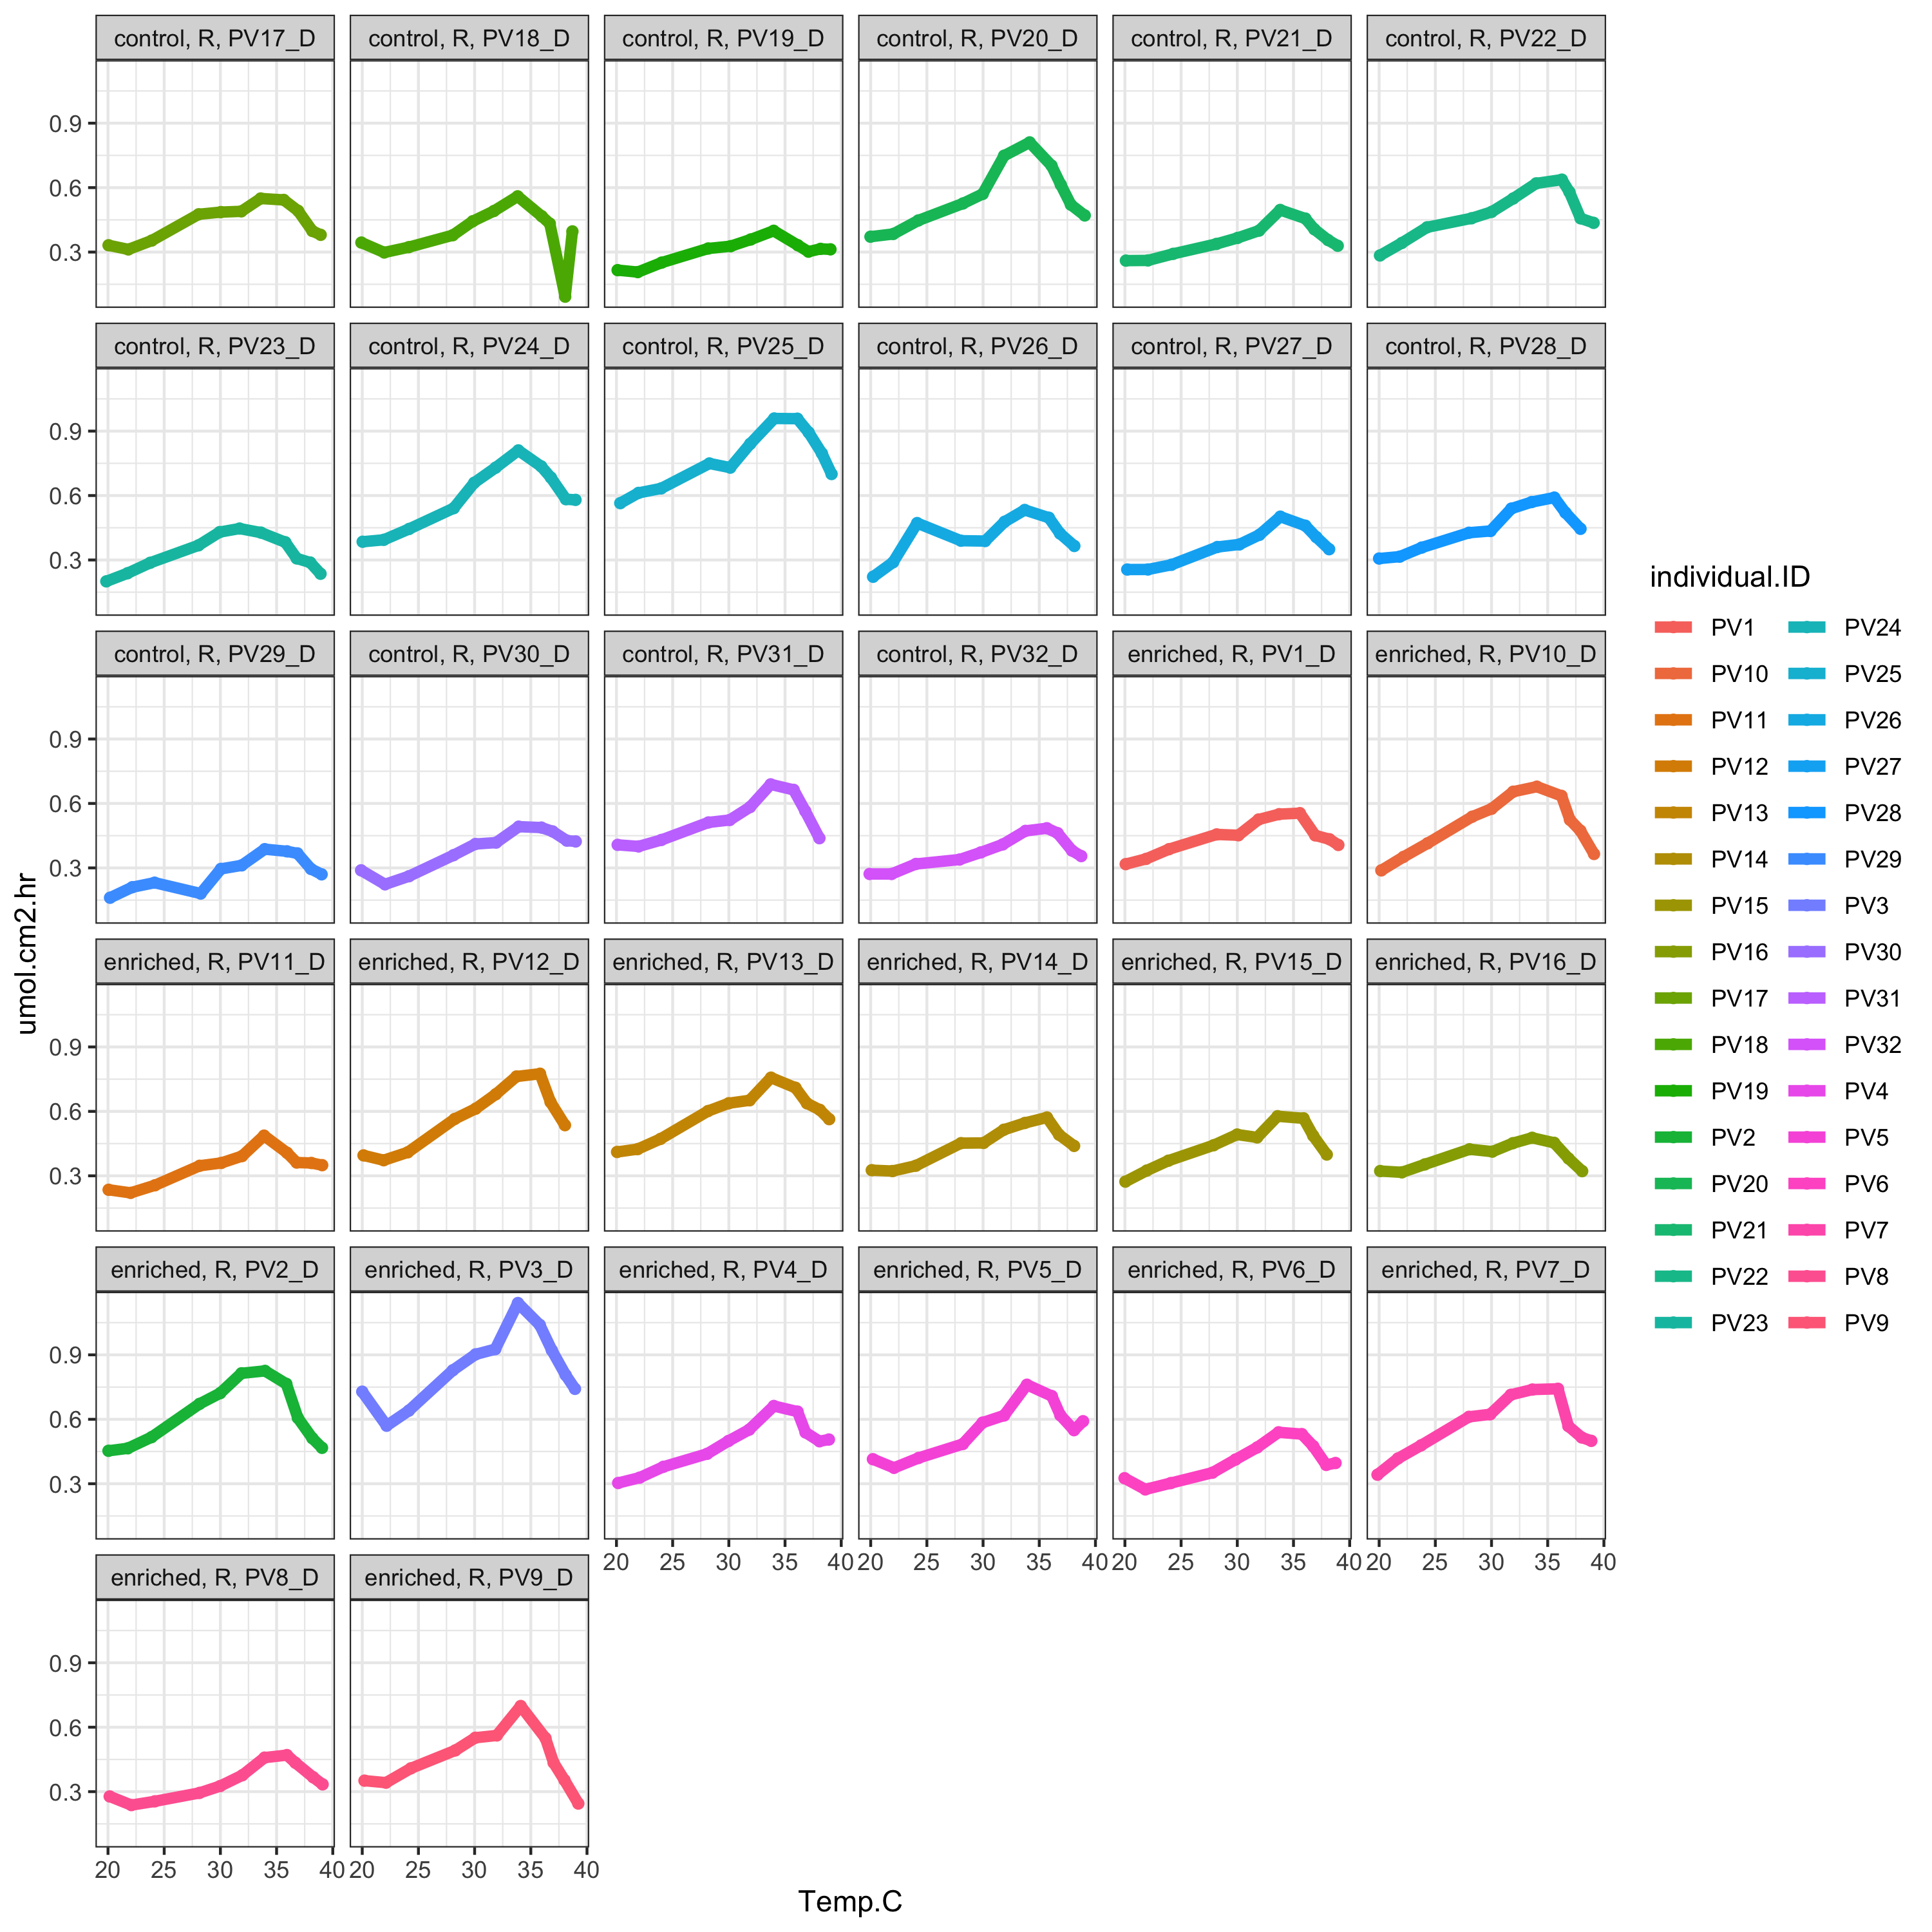 control, R, PV17_D control, R, PV18_D control, R, PV19_D control, R, PV20_D control, R, PV21_D control, R, PV22_D
0.9
0.6
0.3
control, R, PV23_D control, R, PV24_D control, R, PV25_D control, R, PV26_D control, R, PV27_D control, R, PV28_D
0.9
0.6
0.3
control, R, PV29_D control, R, PV30_D control, R, PV31_D control, R, PV32_D enriched, R, PV1_D enriched, R, PV10_D
0.9
0.6
0.3
enriched, R, PV11_D enriched, R, PV12_D enriched, R, PV13_D enriched, R, PV14_D enriched, R, PV15_D enriched, R, PV16_D
0.9
0.6
0.3
enriched, R, PV2_D enriched, R, PV3_D enriched, R, PV4_D enriched, R, PV5_D enriched, R, PV6_D enriched, R, PV7_D
0.9
0.6
0.3
20 25 30 35 40 20 25 30 35 40 20 25 30 35 40 20 25 30 35 40
enriched, R, PV8_D enriched, R, PV9_D
0.9
0.6
0.3
20 25 30 35 40 20 25 30 35 40
Temp.C
umol.cm2.hr
individual.ID
PV1 PV24
PV10 PV25
PV11 PV26
PV12 PV27
PV13 PV28
PV14 PV29
PV15 PV3
PV16 PV30
PV17 PV31
PV18 PV32
PV19 PV4
PV2 PV5
PV20 PV6
PV21 PV7
PV22 PV8
PV23 PV9